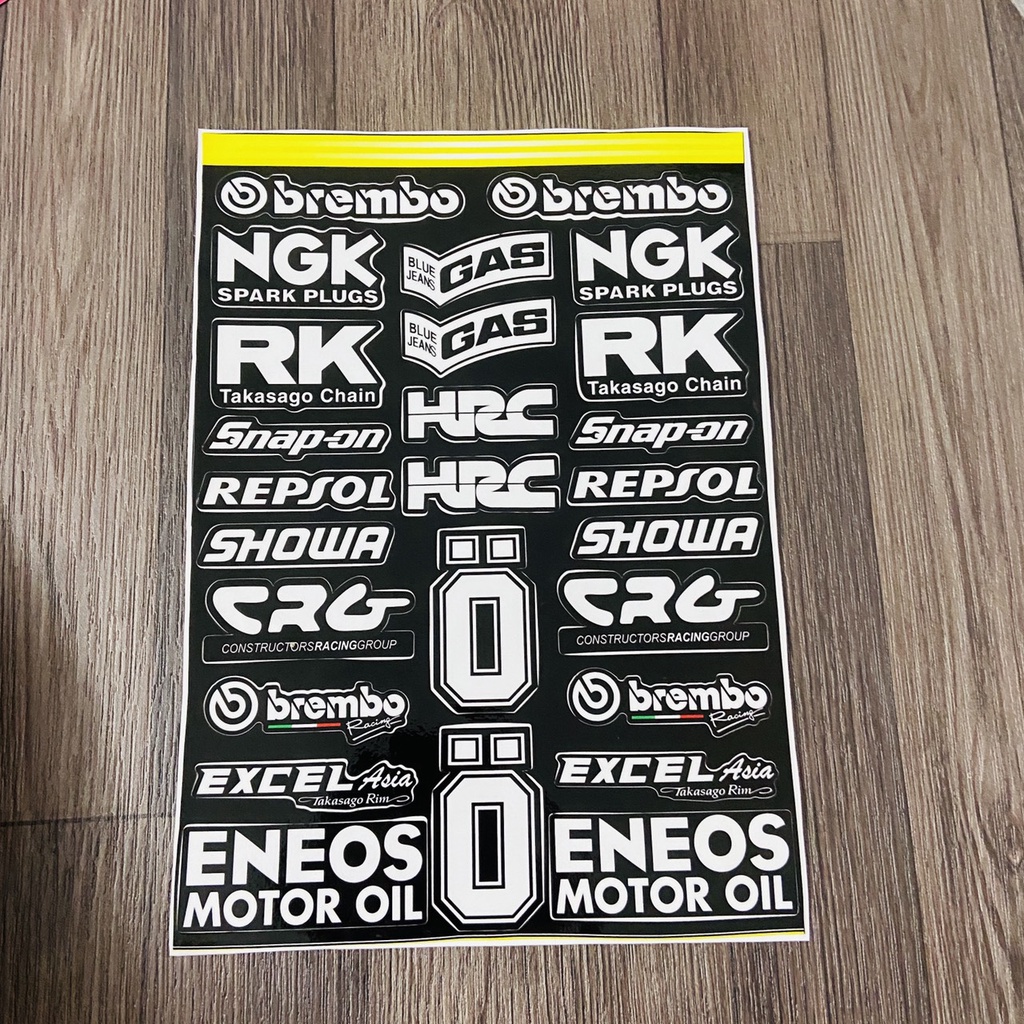 brembo brembo
NGK
SPARK PLUGS
BLUE
JEANS
GAS
NGK
SPARK PLUGS
BLUE
JEANS
GAS
RK
Takasago Chain
RK
Takasago Chain
HRC
Snap-on
Snap-on
HRC
REPSOL
REPSOL
SHOWA
SHOWA
Ö
CRG
CONSTRUCTORSRACINGGROUP
CRG
CONSTRUCTORSRACINGGROUP
brembo
Racing
brembo
Racing
EXCEL Asia
Takasago Rim
EXCEL Asia
Takasago Rim
Ö
ENEOS
MOTOR OIL
ENEOS
MOTOR OIL